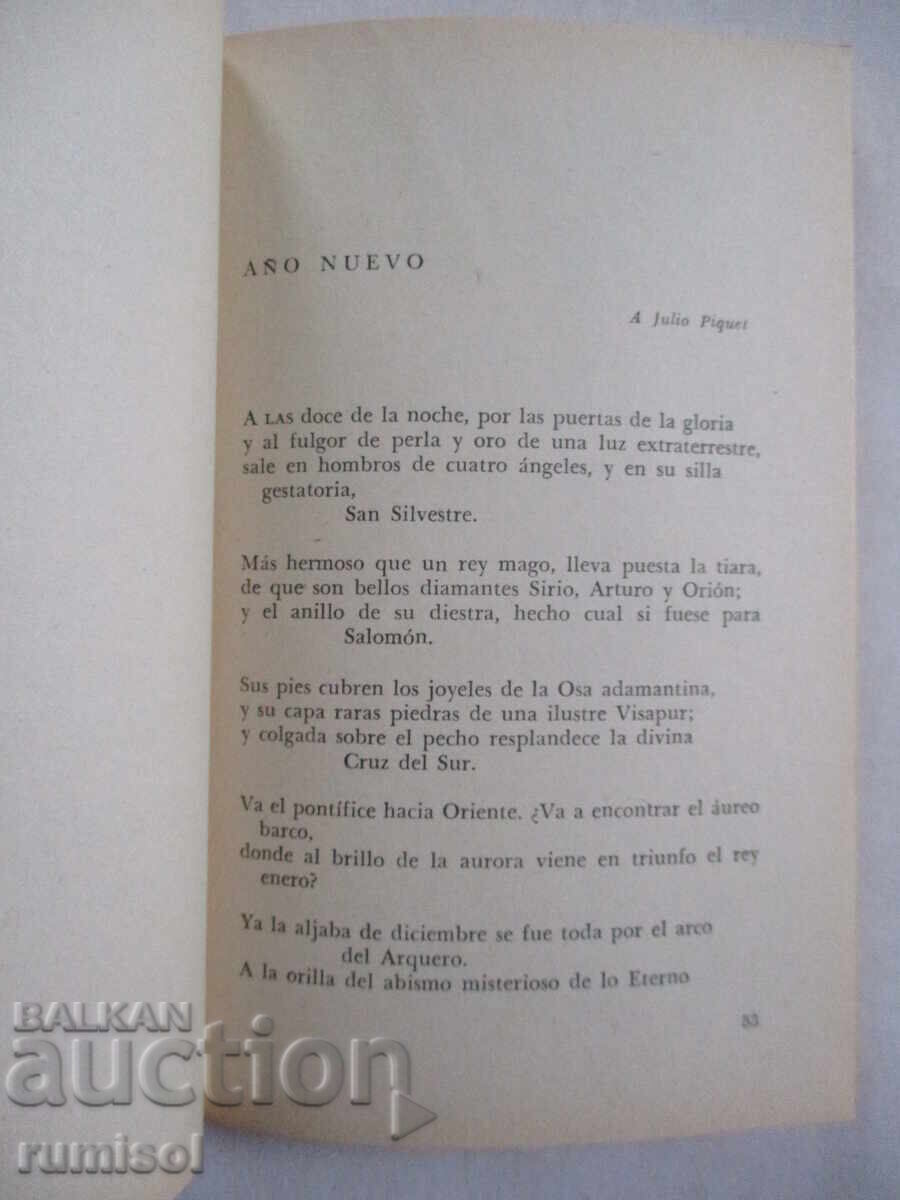 AÑO NUEVO
A Julio Piquet
A LAS doce de la noche, por las puertas de la gloria
y al fulgor de perla y oro de una luz extraterrestre,
sale en hombros de cuatro ángeles, y en su silla
gestatoria,
San Silvestre.
Más hermoso que un rey mago, lleva puesta la tiara,
de que son bellos diamantes Sirio, Arturo y Orión;
y el anillo de su diestra, hecho cual si fuese para
Salomón.
Sus pies cubren los joyeles de la Osa adamantina,
y su capa raras piedras de una ilustre Visapur;
y colgada sobre el pecho resplandece la divina
Cruz del Sur.
Va el pontífice hacia Oriente. ¿Va a encontrar el áureo
barco,
donde al brillo de la aurora viene en triunfo el rey
enero?
Ya la aljaba de diciembre se fue toda por el arco
del Arquero.
A la orilla del abismo misterioso de lo Eterno
83
BALKAN
auction
rumisol